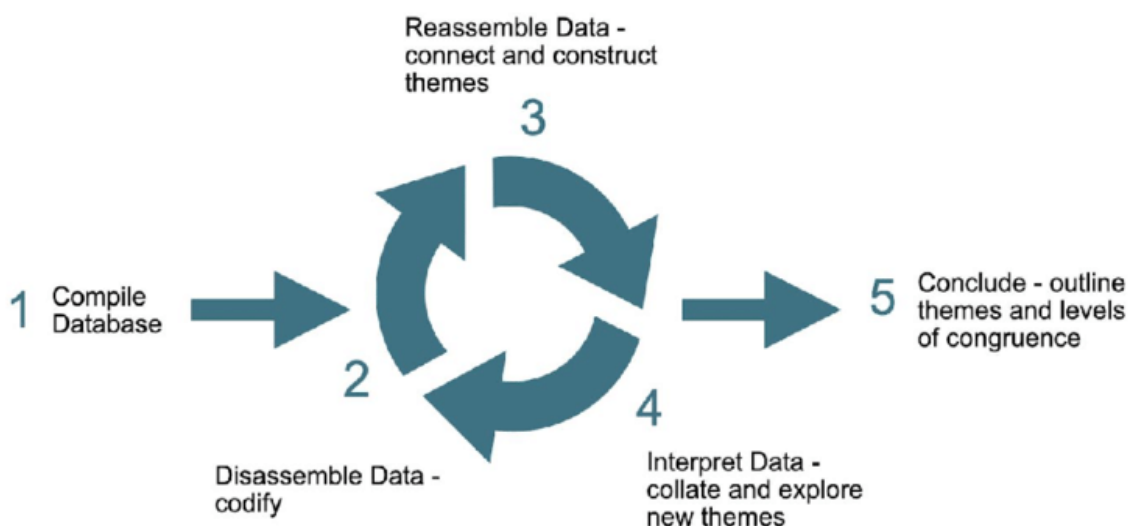 Reassemble Data -
connect and construct
themes
3
1
Compile
Database
2
Disassemble Data -
codify
4
Interpret Data -
collate and explore
new themes
5
Conclude - outline
themes and levels
of congruence